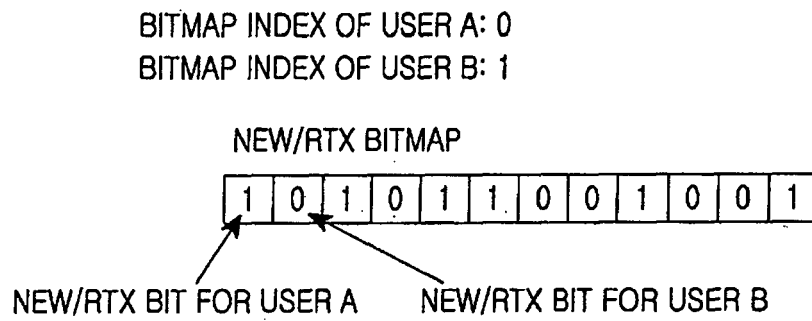 BITMAP INDEX OF USER A: 0
BITMAP INDEX OF USER B: 1
NEW/RTX BITMAP
1 0 1 0 1 1 0 0 1 0 0 1
NEW/RTX BIT FOR USER A NEW/RTX BIT FOR USER B